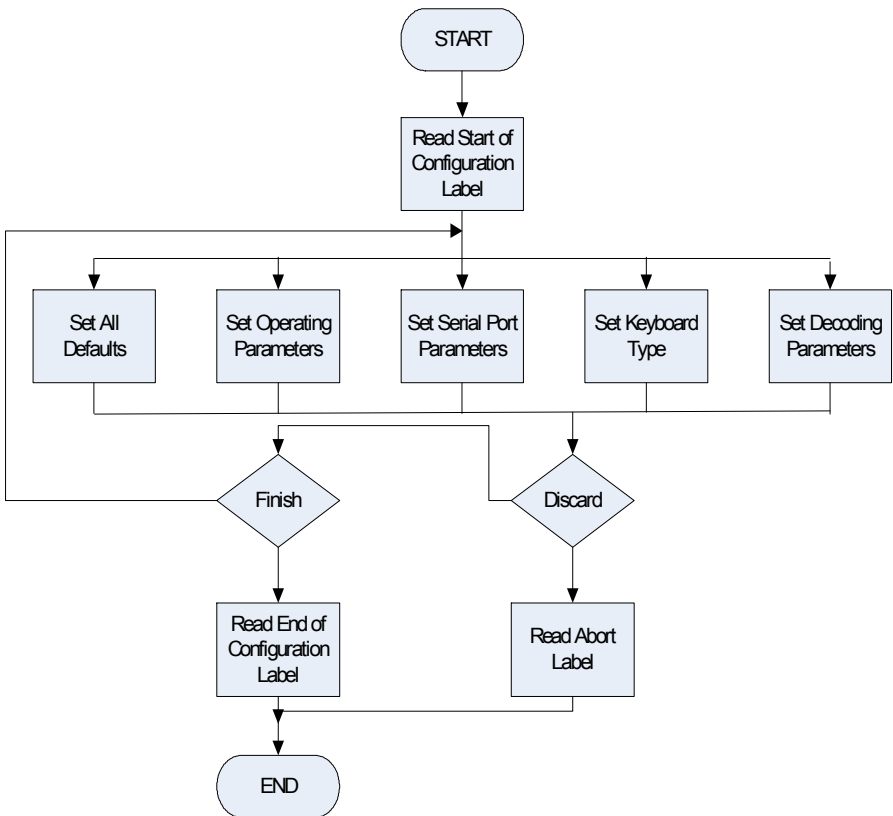 START
Read Start of
Configuration
Label
Set All
Defaults
Set Operating
Parameters
Set Serial Port
Parameters
Set Keyboard
Type
Set Decoding
Parameters
Finish
Discard
Read End of
Configuration
Label
Read Abort
Label
END